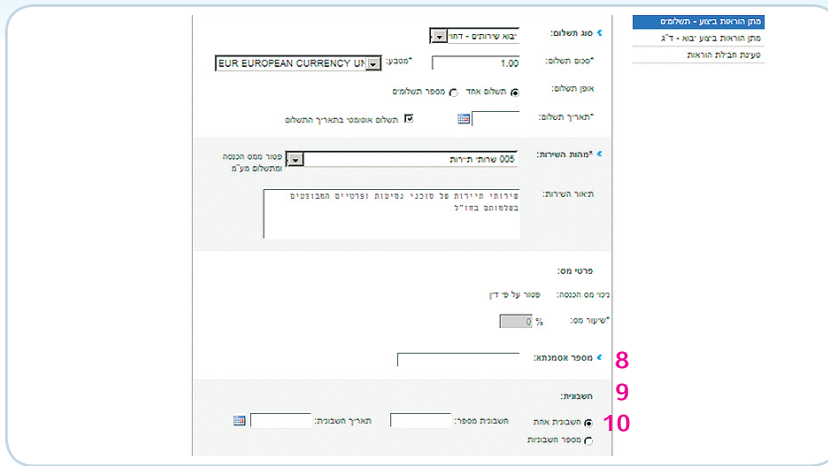 מתן הוראות ביצוע - תשלומים
מתן הוראות ביצוע יבוא - ד"ג
טעינת חבילת הוראות
סוג תשלום: יבוא שירותים - דחוי
*סכום תשלום: 1.00 *מטבע: EUR EUROPEAN CURRENCY UN
אופן תשלום: תשלום אחד מספר תשלומים
*תאריך תשלום: תשלום אוטומטי בתאריך התשלום
*מהות השירות: 005 שרותי תיירות פטור ממס הכנסה
ומתשלום מע"מ
תיאור השירות: שירותי תיירות של סוכני נסיעות ופרטיים המבוצעים
בשלמותם בחו"ל
פרטי מס:
ניכוי מס הכנסה: פטור על פי דין
*שיעור מס: % 0
מספר אסמכתא: 8
חשבונית: 9
חשבונית אחת חשבונית מספר: תאריך חשבונית: 10
מספר חשבוניות